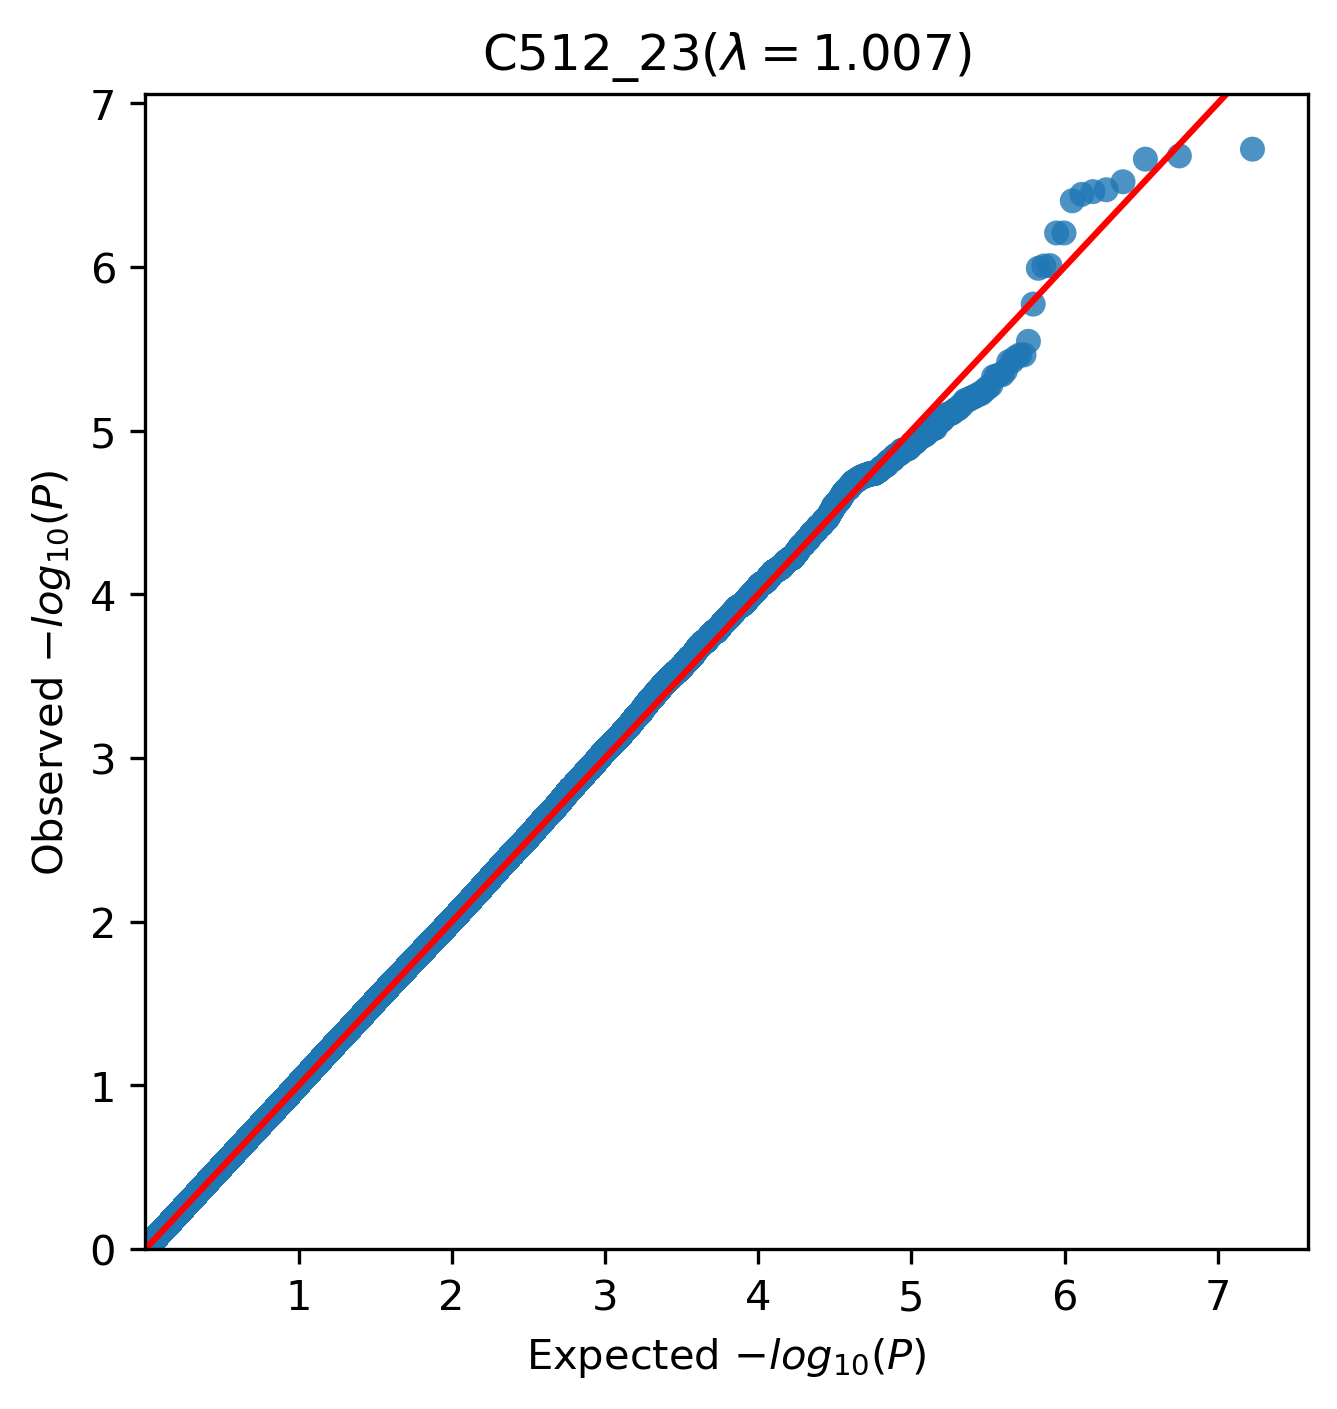 C512_23(λ = 1.007)
Observed −log10(P)
7
6
5
4
3
2
1
0
1 2 3 4 5 6 7
Expected −log10(P)